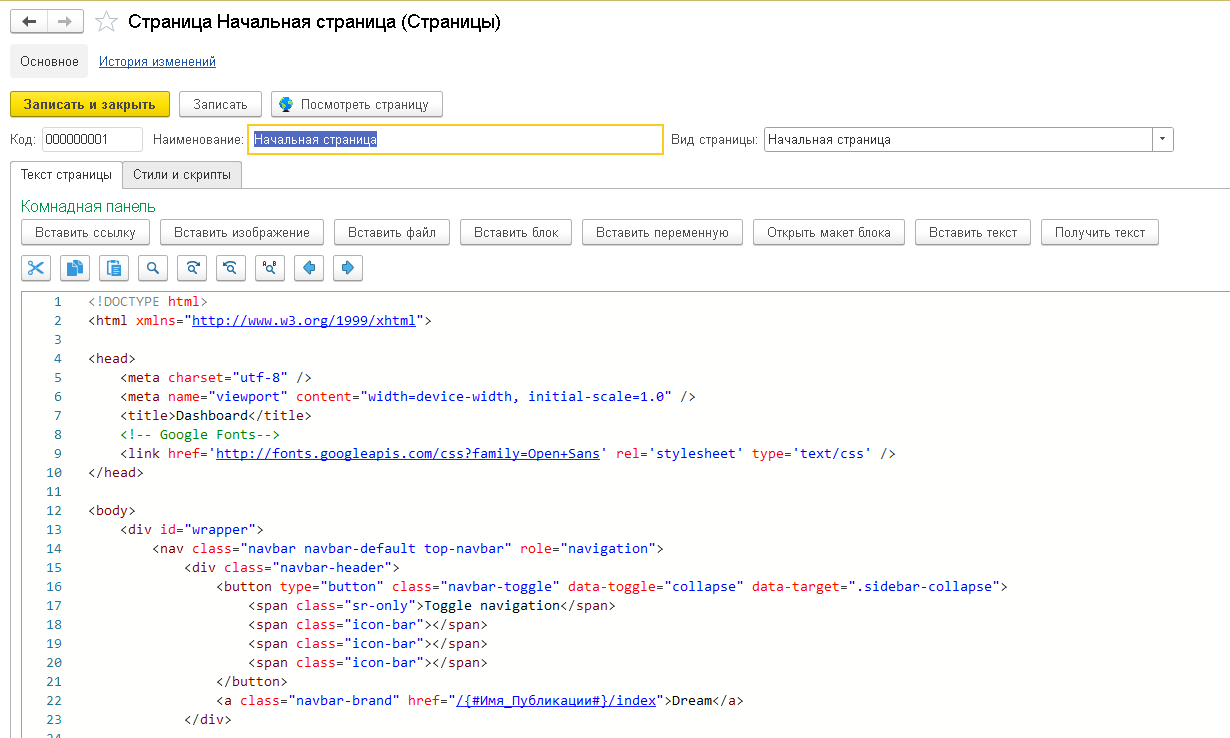 Страница Начальная страница (Страницы)
Основное История изменений
Записать и закрыть Записать Посмотреть страницу
Код: 000000001 Наименование: Начальная страница Вид страницы: Начальная страница
Текст страницы Стили и скрипты
Комнадная панель
Вставить ссылку Вставить изображение Вставить файл Вставить блок Вставить переменную Открыть макет блока Вставить текст Получить текст
1 <!DOCTYPE html>
2 <html xmlns="http://www.w3.org/1999/xhtml">
3
4 <head>
5 <meta charset="utf-8" />
6 <meta name="viewport" content="width=device-width, initial-scale=1.0" />
7 <title>Dashboard</title>
8 <!-- Google Fonts-->
9 <link href='http://fonts.googleapis.com/css?family=Open+Sans' rel='stylesheet' type='text/css' />
10 </head>
11
12 <body>
13 <div id="wrapper">
14 <nav class="navbar navbar-default top-navbar" role="navigation">
15 <div class="navbar-header">
16 <button type="button" class="navbar-toggle" data-toggle="collapse" data-target=".sidebar-collapse">
17 <span class="sr-only">Toggle navigation</span>
18 <span class="icon-bar"></span>
19 <span class="icon-bar"></span>
20 <span class="icon-bar"></span>
21 </button>
22 <a class="navbar-brand" href="/{#Имя_Публикации#}/index">Dream</a>
23 </div>